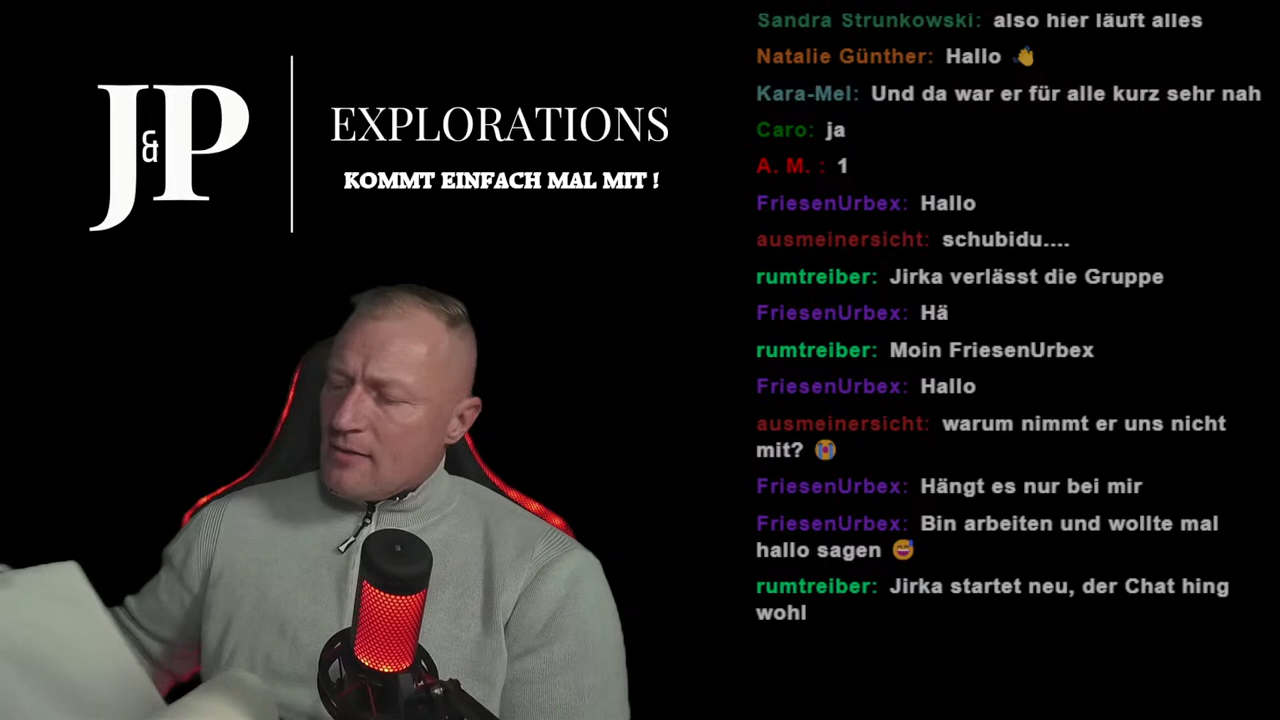 J&P
EXPLORATIONS
KOMMT EINFACH MAL MIT !
Sandra Strunkowski: also hier läuft alles
Natalie Günther: Hallo 👋
Kara-Mel: Und da war er für alle kurz sehr nah
Caro: ja
A. M. : 1
FriesenUrbex: Hallo
ausmeinersicht: schubidu....
rumtreiber: Jirka verlässt die Gruppe
FriesenUrbex: Hä
rumtreiber: Moin FriesenUrbex
FriesenUrbex: Hallo
ausmeinersicht: warum nimmt er uns nicht
mit? 😭
FriesenUrbex: Hängt es nur bei mir
FriesenUrbex: Bin arbeiten und wollte mal
hallo sagen 😅
rumtreiber: Jirka startet neu, der Chat hing
wohl